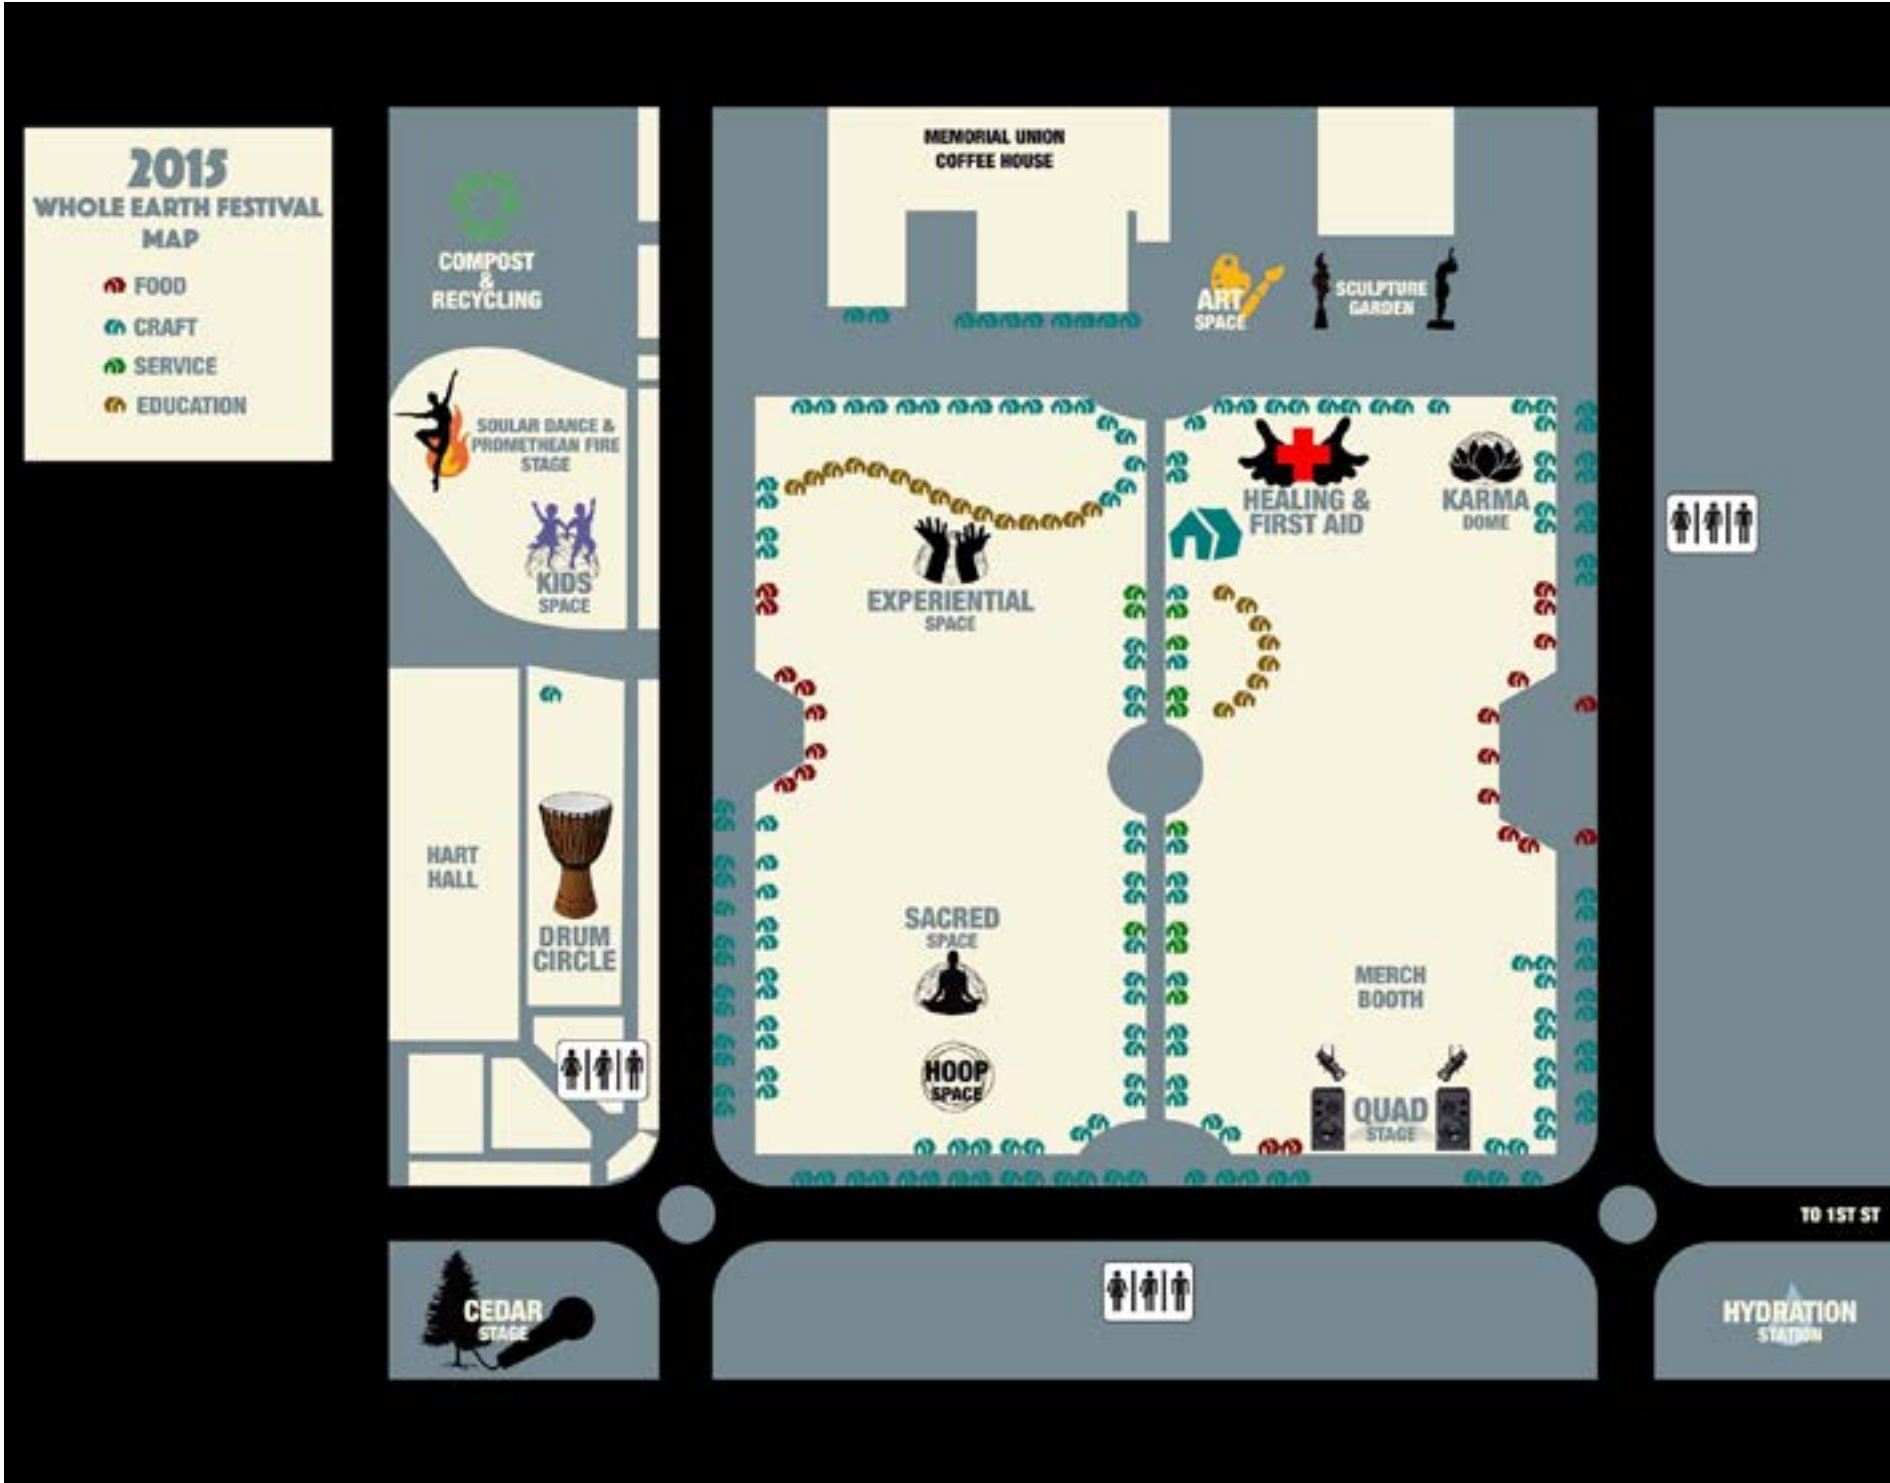 2015
WHOLE EARTH FESTIVAL
MAP
FOOD
CRAFT
SERVICE
EDUCATION
COMPOST
&
RECYCLING
SOULAR DANCE &
PROMETHEAN FIRE
STAGE
KIDS
SPACE
HART
HALL
DRUM
CIRCLE
CEDAR
STAGE
MEMORIAL UNION
COFFEE HOUSE
ART
SPACE
SCULPTURE
GARDEN
HEALING &
FIRST AID
KARMA
DOME
EXPERIENTIAL
SPACE
SACRED
SPACE
HOOP
SPACE
MERCH
BOOTH
QUAD
STAGE
TO 1ST ST
HYDRATION
STATION